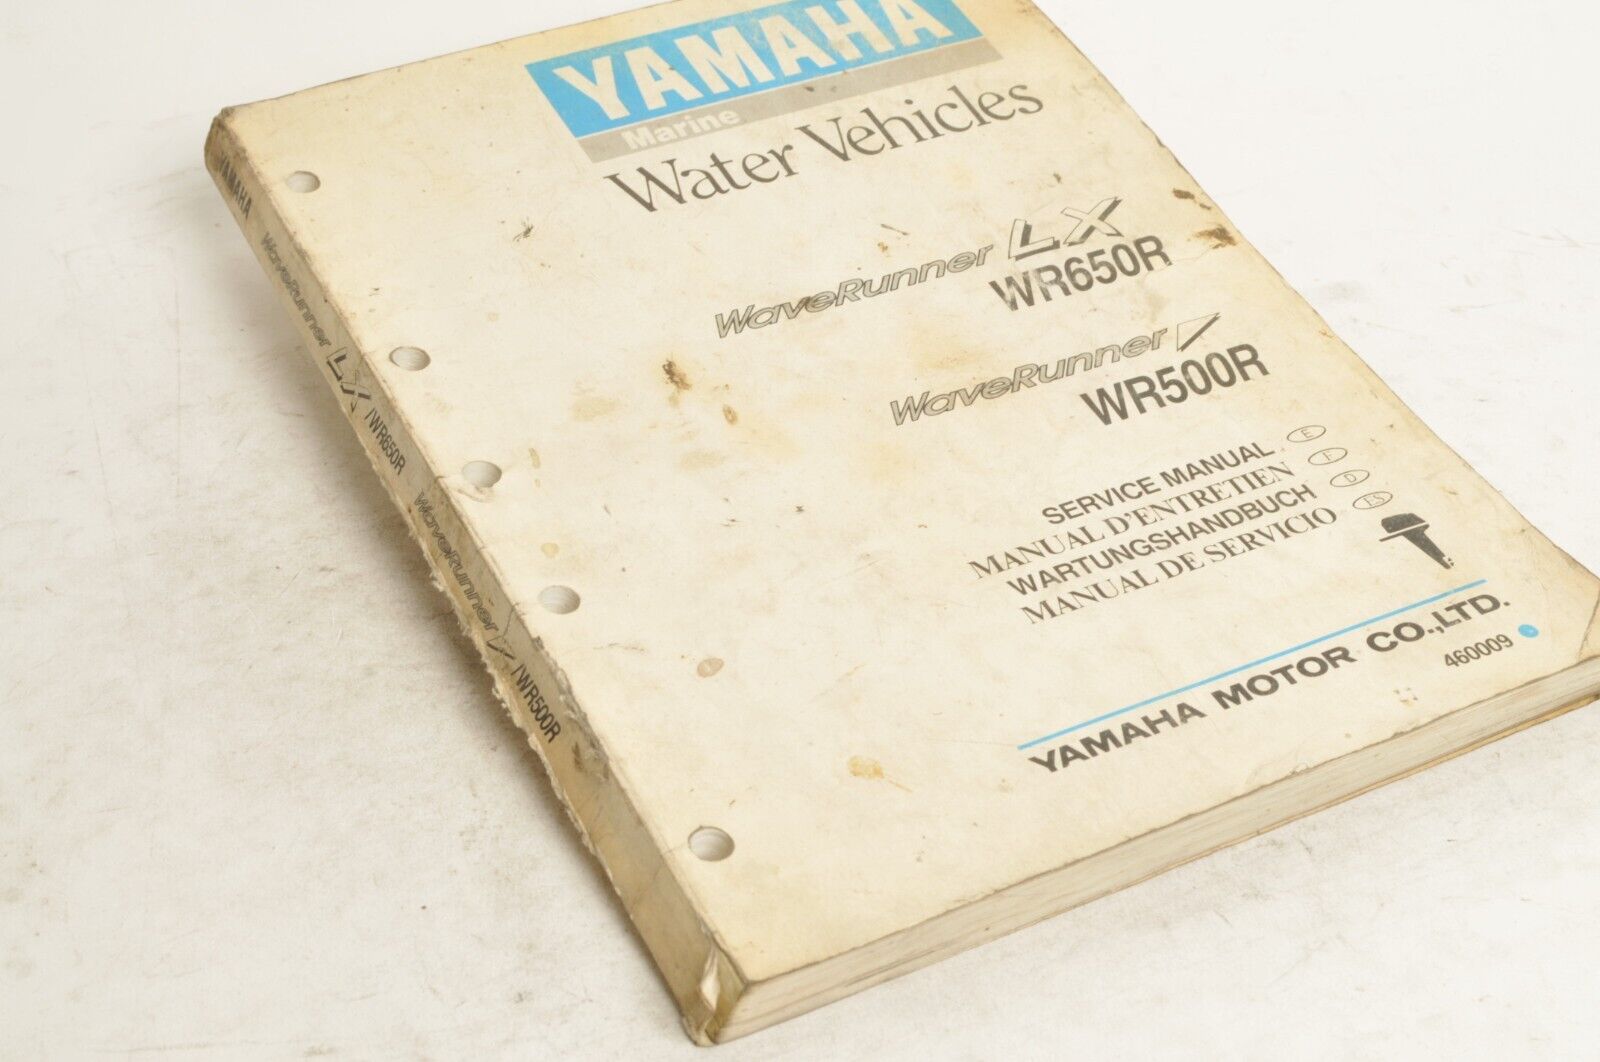 YAMAHA
Marine
Water Vehicles
WaveRunner LX
WR650R
WaveRunner
WR500R
SERVICE MANUAL E
MANUAL D'ENTRETIEN F
WARTUNGSHANDBUCH D
MANUAL DE SERVICIO ES
YAMAHA MOTOR CO.,LTD.
460009
YAMAHA WaveRunner LX /WR650R WaveRunner /WR500R